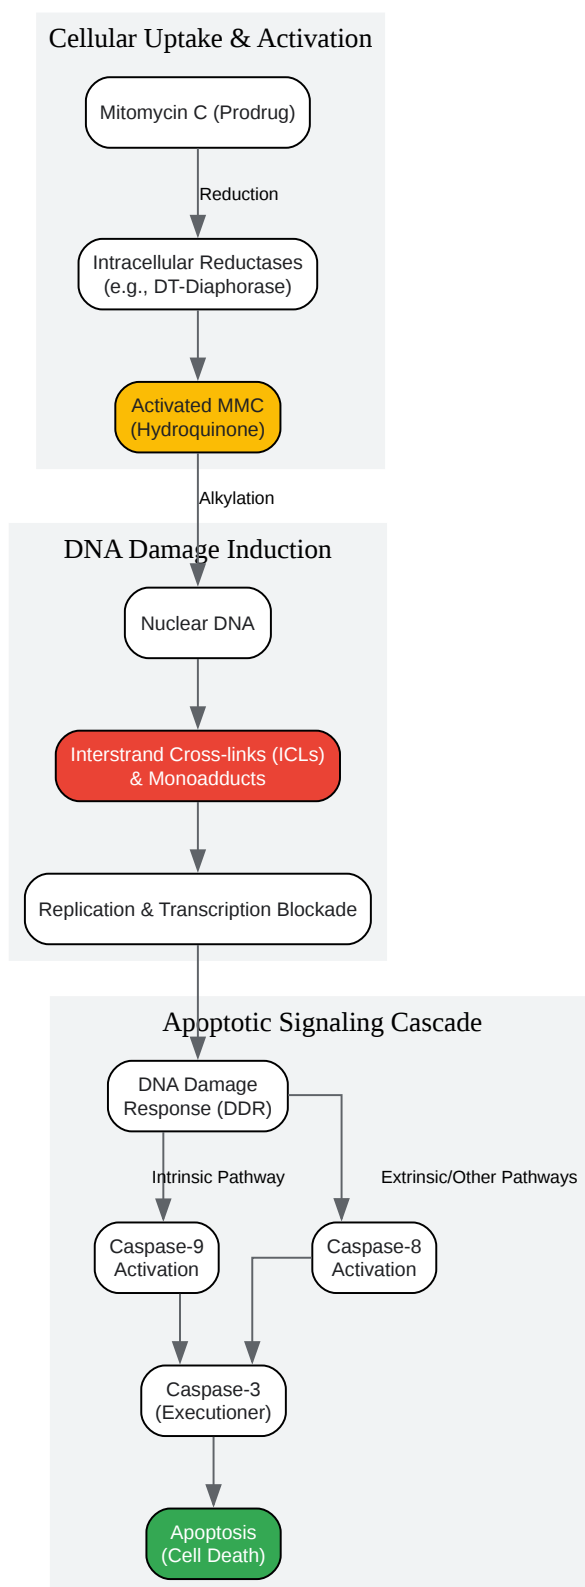 Cellular Uptake & Activation
Mitomycin C (Prodrug)
Reduction
Intracellular Reductases
(e.g., DT-Diaphorase)
Activated MMC
(Hydroquinone)
Alkylation
DNA Damage Induction
Nuclear DNA
Interstrand Cross-links (ICLs)
& Monoadducts
Replication & Transcription Blockade
Apoptotic Signaling Cascade
DNA Damage
Response (DDR)
Intrinsic Pathway
Extrinsic/Other Pathways
Caspase-9
Activation
Caspase-8
Activation
Caspase-3
(Executioner)
Apoptosis
(Cell Death)